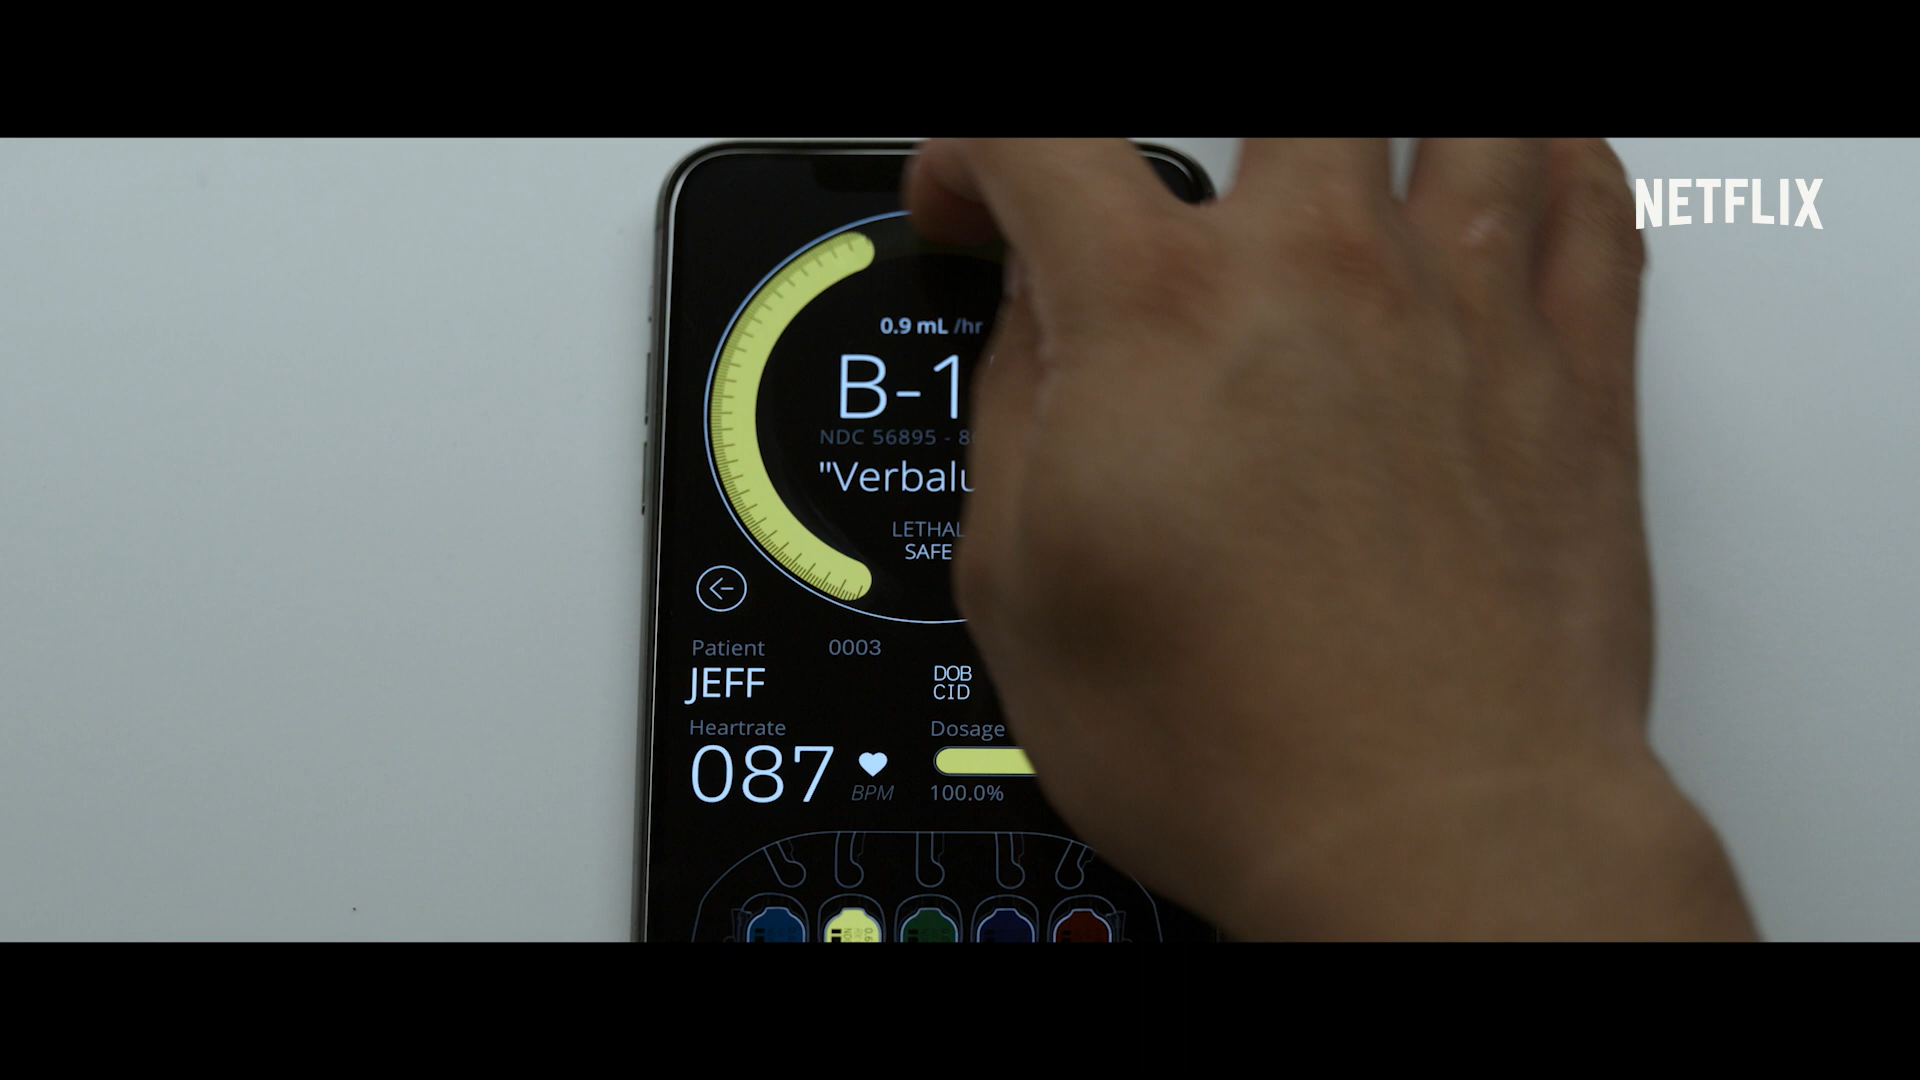 NETFLIX
0.9 mL /hr
B-1
NDC 56895 - 8
"Verbalu
LETHAL
SAFE
Patient 0003
JEFF
DOB
CID
Heartrate
087
BPM
Dosage
100.0%